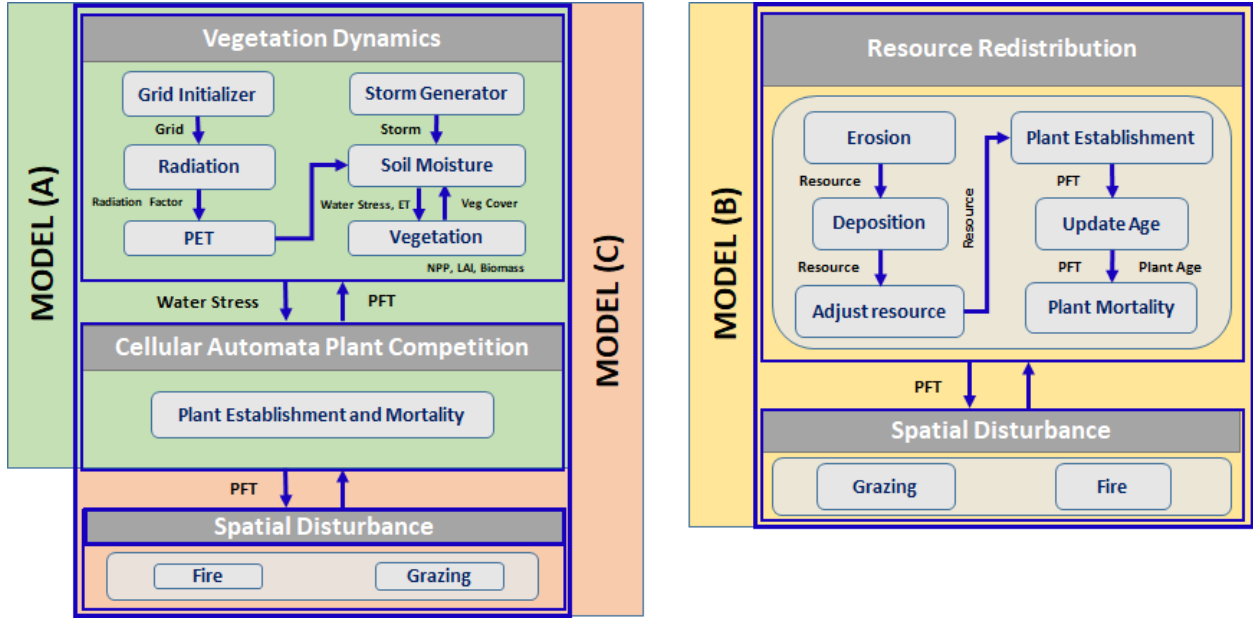 MODEL (A)
Vegetation Dynamics
Grid Initializer
Storm Generator
Grid
Storm
Radiation
Soil Moisture
Radiation Factor
Water Stress, ET
Veg Cover
PET
Vegetation
NPP, LAI, Biomass
Water Stress
PFT
Cellular Automata Plant Competition
Plant Establishment and Mortality
PFT
Spatial Disturbance
Fire
Grazing
MODEL (C)
MODEL (B)
Resource Redistribution
Erosion
Resource
Deposition
Resource
Adjust resource
Resource
Plant Establishment
PFT
Update Age
PFT
Plant Age
Plant Mortality
PFT
Spatial Disturbance
Grazing
Fire